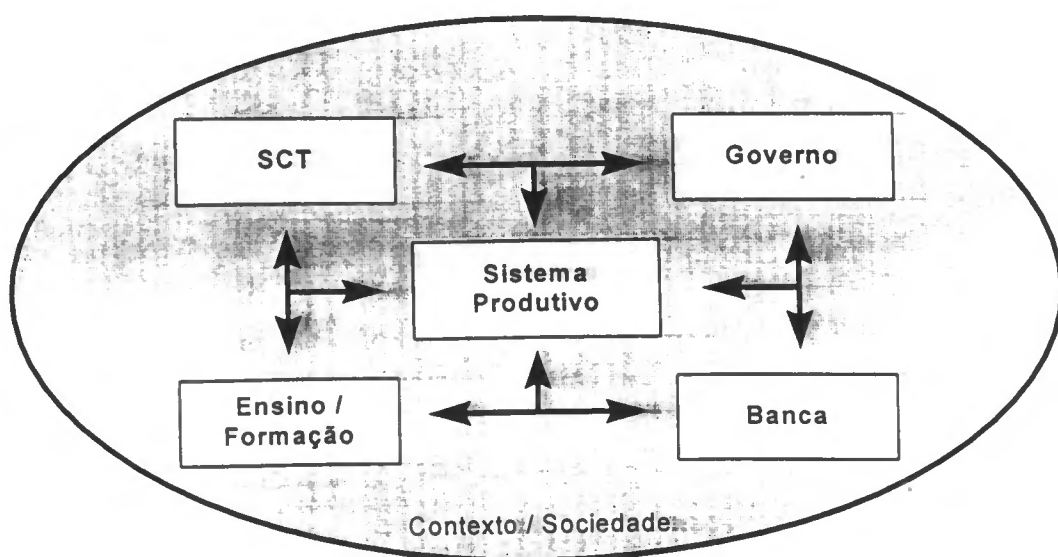 SCT
Governo
Sistema
Produtivo
Ensino /
Formação
Banca
Contexto / Sociedade